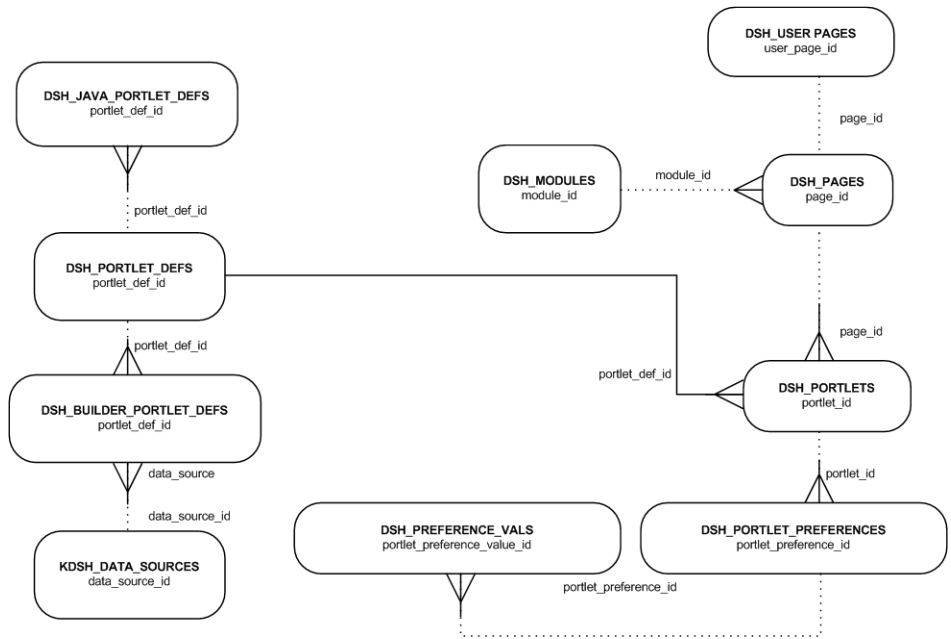 DSH_USER PAGES
user_page_id
DSH_JAVA_PORTLET_DEFS
portlet_def_id
page_id
DSH_MODULES
module_id
module_id
DSH_PAGES
page_id
portlet_def_id
DSH_PORTLET_DEFS
portlet_def_id
page_id
portlet_def_id
portlet_def_id
DSH_PORTLETS
portlet_id
DSH_BUILDER_PORTLET_DEFS
portlet_def_id
data_source
portlet_id
data_source_id
DSH_PREFERENCE_VALS
portlet_preference_value_id
DSH_PORTLET_PREFERENCES
portlet_preference_id
KDSH_DATA_SOURCES
data_source_id
portlet_preference_id